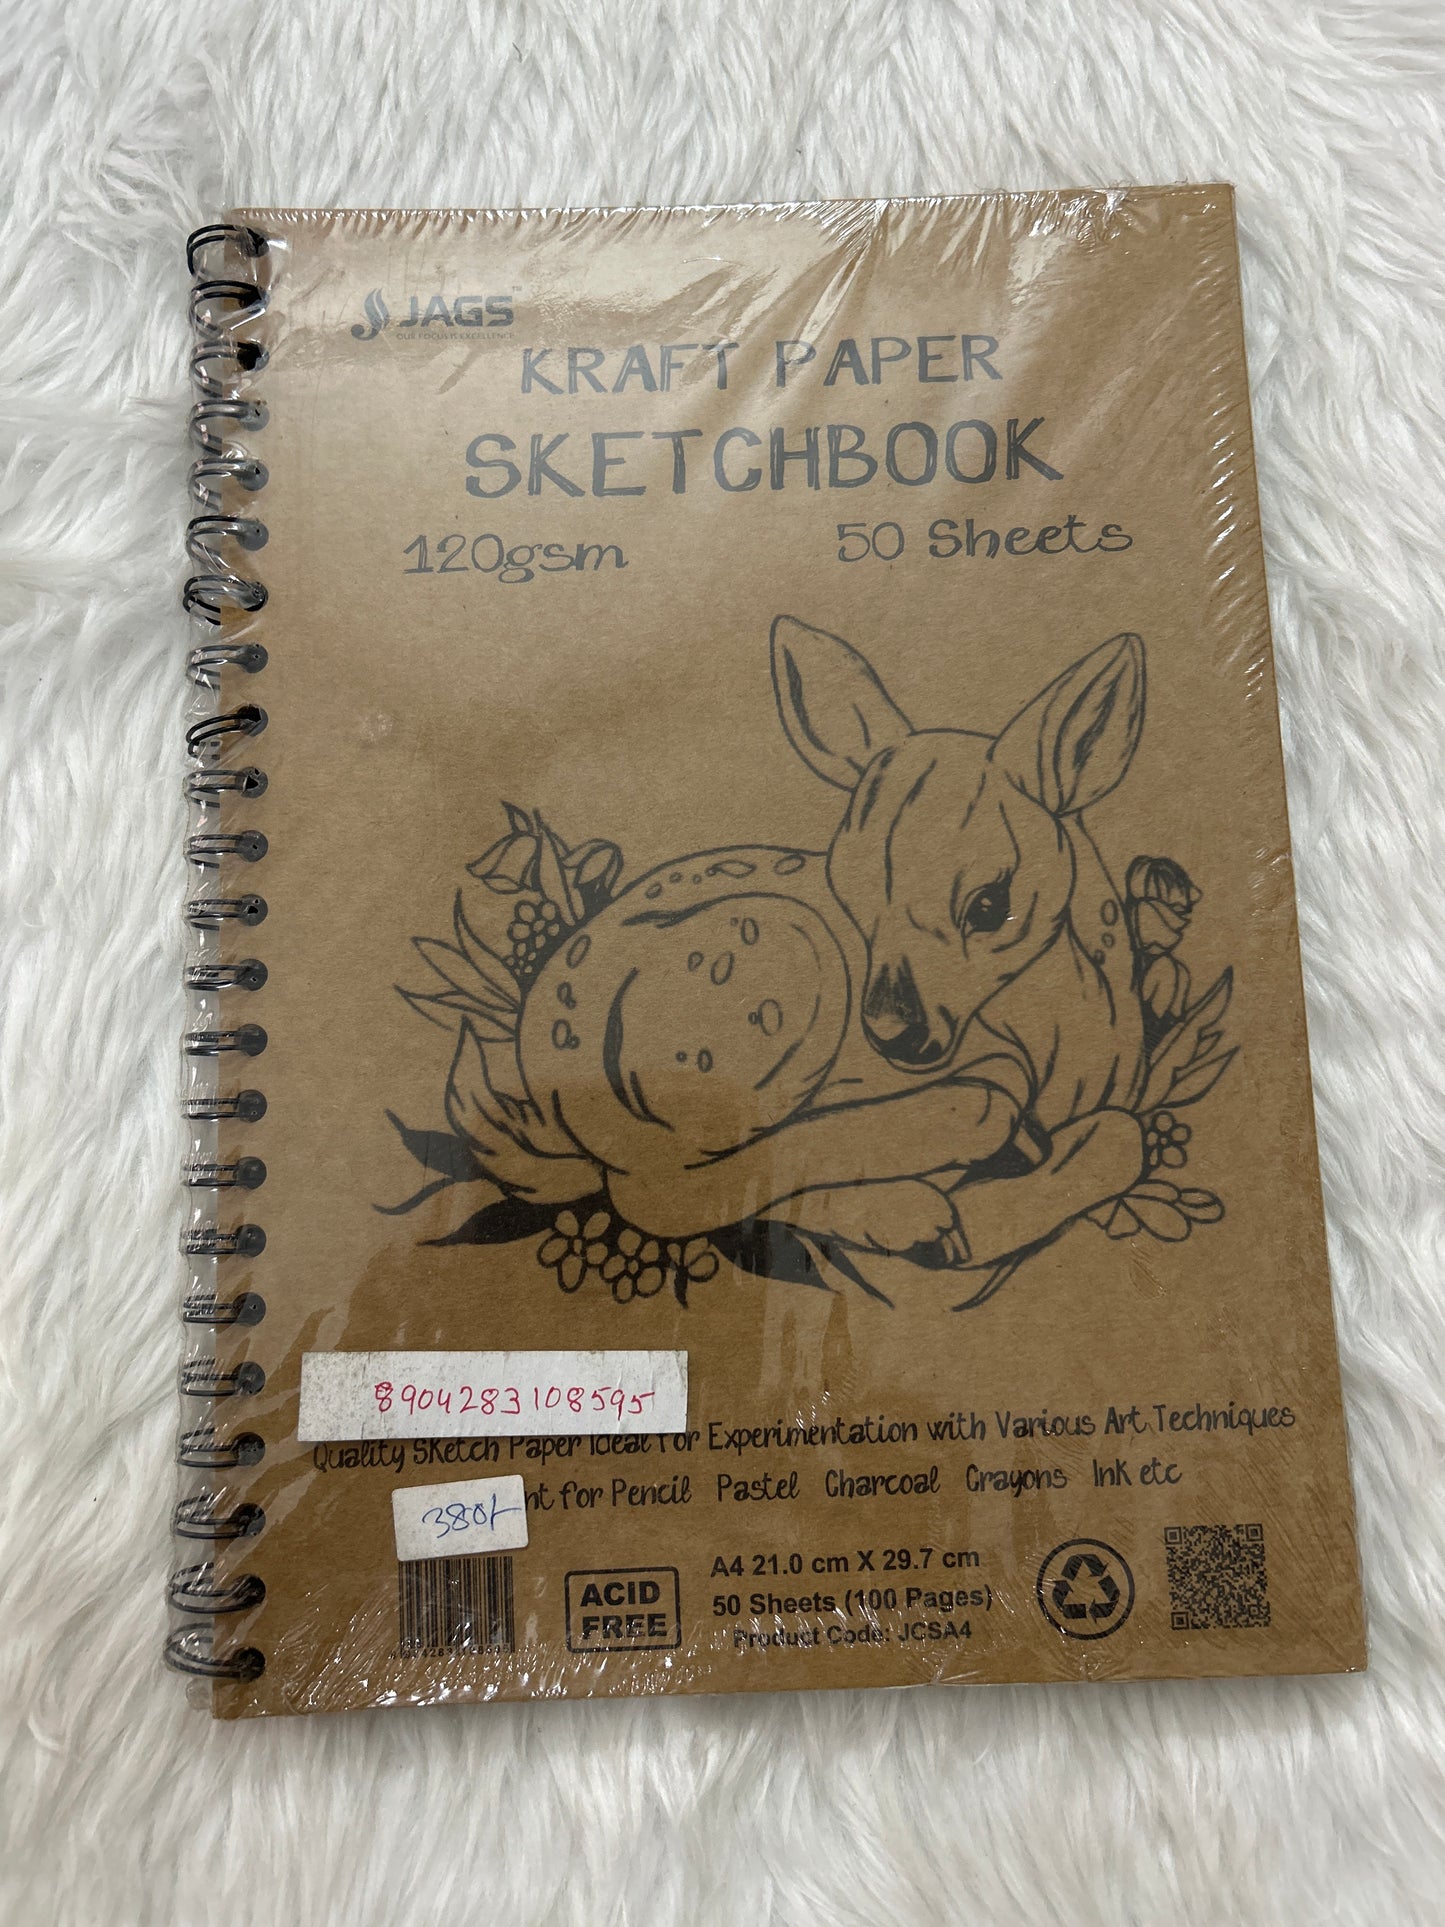 JAGS™
OUR FOCUS IS EXCELLENCE
KRAFT PAPER
SKETCHBOOK
120gsm 50 Sheets
8904283108595
Quality Sketch Paper Ideal For Experimentation with Various Art Techniques
for Pencil Pastel Charcoal Crayons Ink etc
380/-
ACID
FREE
A4 21.0 cm X 29.7 cm
50 Sheets (100 Pages)
Product Code: JCSA4